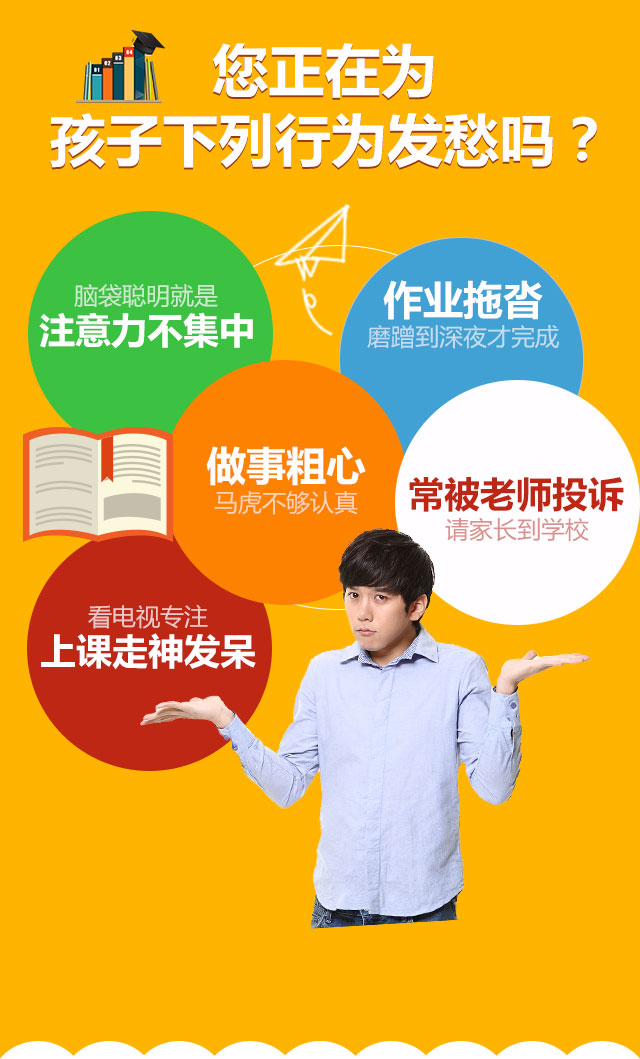 您正在为
孩子下列行为发愁吗？
脑袋聪明就是
注意力不集中
作业拖沓
磨蹭到深夜才完成
做事粗心
马虎不够认真
常被老师投诉
请家长到学校
看电视专注
上课走神发呆
01
02
03
04